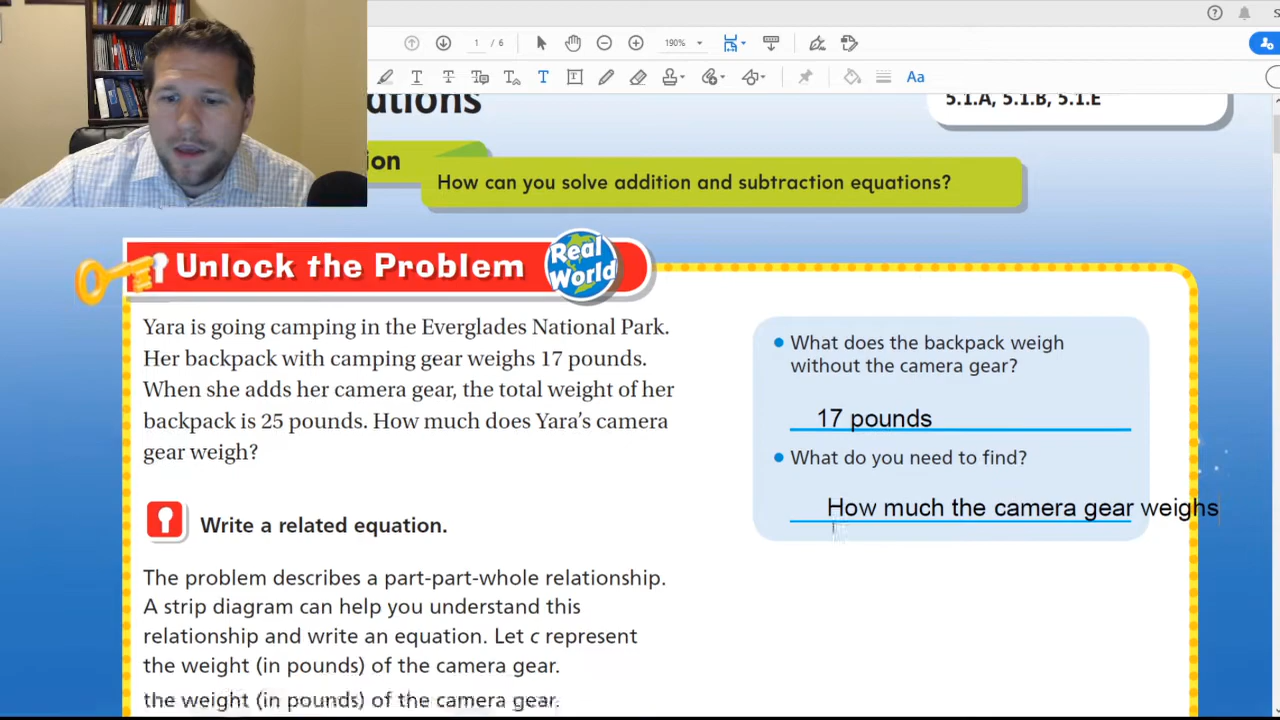 1 / 6
190%
Aa
ations
5.1.A, 5.1.B, 5.1.E
ion
How can you solve addition and subtraction equations?
Unlock the Problem
Real
World
Yara is going camping in the Everglades National Park.
Her backpack with camping gear weighs 17 pounds.
When she adds her camera gear, the total weight of her
backpack is 25 pounds. How much does Yara's camera
gear weigh?
What does the backpack weigh
without the camera gear?
17 pounds
What do you need to find?
How much the camera gear weighs
Write a related equation.
The problem describes a part-part-whole relationship.
A strip diagram can help you understand this
relationship and write an equation. Let c represent
the weight (in pounds) of the camera gear.
the weight (in pounds) of the camera gear.